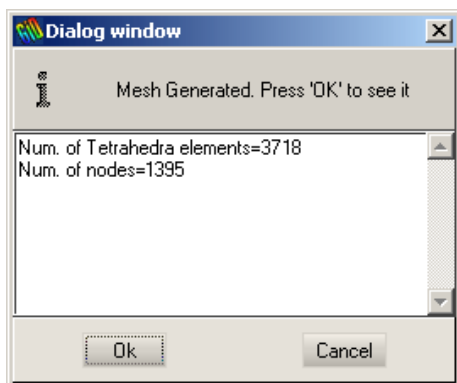 Dialog window
Mesh Generated. Press 'OK' to see it
Num. of Tetrahedra elements=3718
Num. of nodes=1395
Ok
Cancel